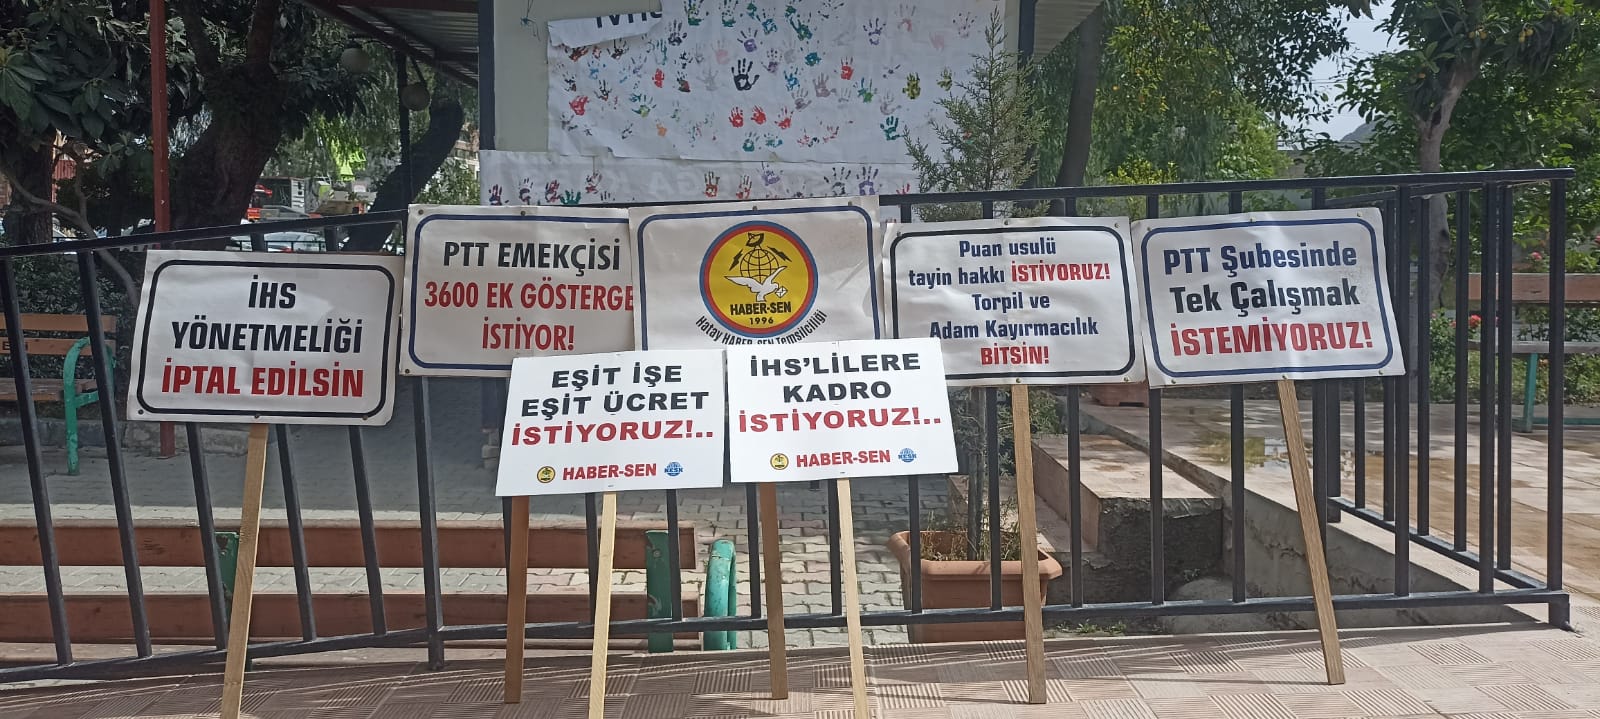 İHS
YÖNETMELİĞİ
İPTAL EDİLSİN
PTT EMEKÇİSİ
3600 EK GÖSTERGE
İSTİYOR!
HABER-SEN
1996
Hatay HABER-SEN Temsilciliği
Puan usulü
tayin hakkı İSTİYORUZ!
Torpil ve
Adam Kayırmacılık
BİTSİN!
PTT Şubesinde
Tek Çalışmak
İSTEMİYORUZ!
EŞİT İŞE
EŞİT ÜCRET
İSTİYORUZ!..
HABER-SEN KESK
İHS'LİLERE
KADRO
İSTİYORUZ!..
HABER-SEN KESK